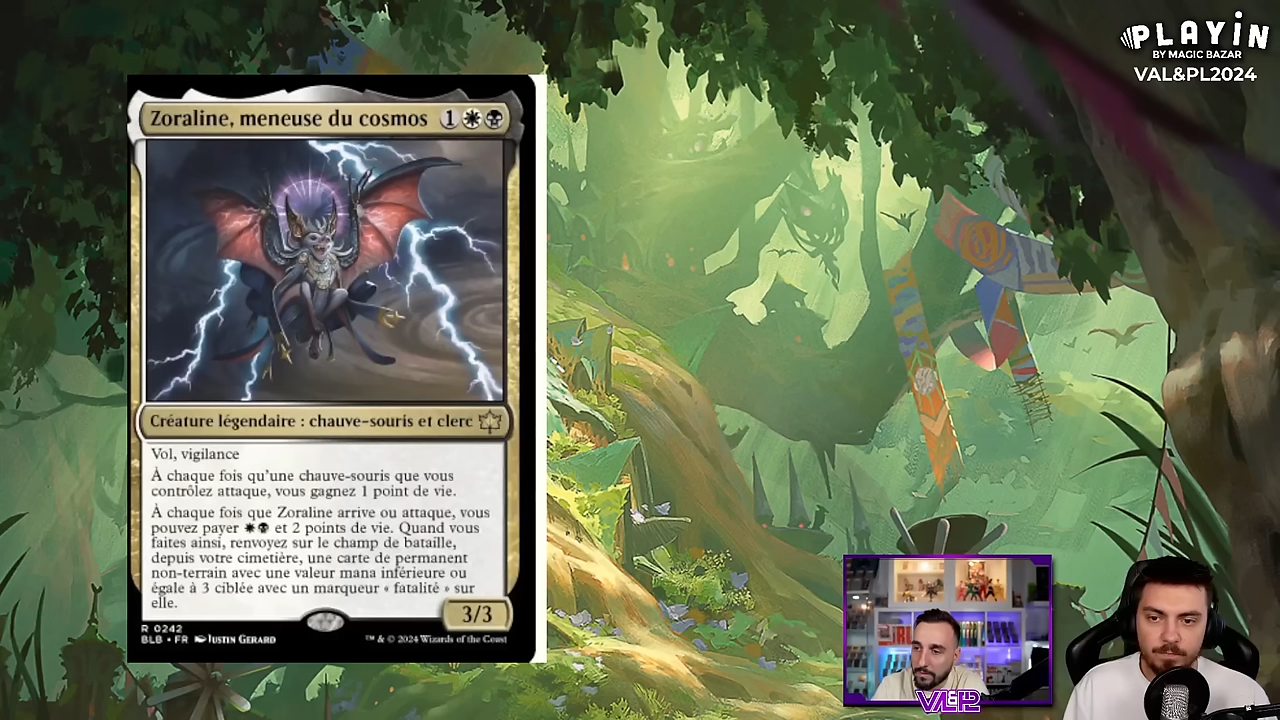 PLAYIN
BY MAGIC BAZAR
VAL&PL2024
Zoraline, meneuse du cosmos 1
Créature légendaire : chauve-souris et clerc
Vol, vigilance
À chaque fois qu'une chauve-souris que vous
contrôlez attaque, vous gagnez 1 point de vie.
À chaque fois que Zoraline arrive ou attaque, vous
pouvez payer et 2 points de vie. Quand vous
faites ainsi, renvoyez sur le champ de bataille,
depuis votre cimetière, une carte de permanent
non-terrain avec une valeur mana inférieure ou
égale à 3 ciblée avec un marqueur « fatalité » sur
elle.
3/3
R 0242
BLB • FR Justin Gerard
™ & © 2024 Wizards of the Coast